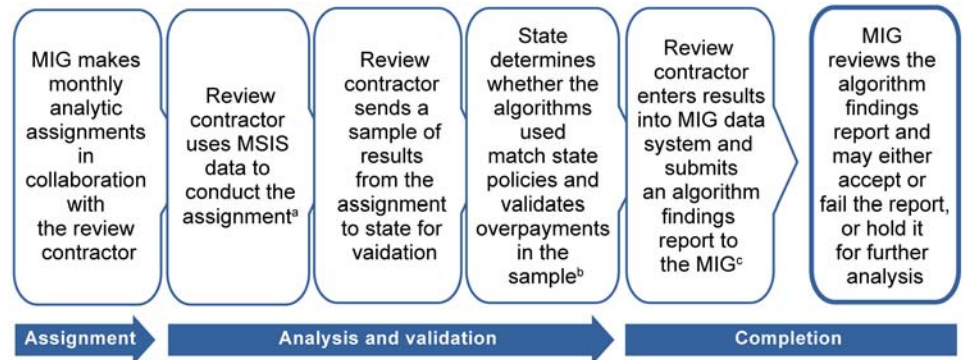 MIG makes
monthly
analytic
assignments
in
collaboration
with
the review
contractor
Review
contractor
uses MSIS
data to
conduct the
assignmentᵃ
Review
contractor
sends a
sample of
results
from the
assignment
to state for
vaidation
State
determines
whether the
algorithms
used
match state
policies and
validates
overpayments
in the
sampleᵇ
Review
contractor
enters results
into MIG data
system and
submits
an algorithm
findings
report to
the MIGᶜ
MIG
reviews the
algorithm
findings
report and
may either
accept or
fail the report,
or hold it
for further
analysis
Assignment
Analysis and validation
Completion